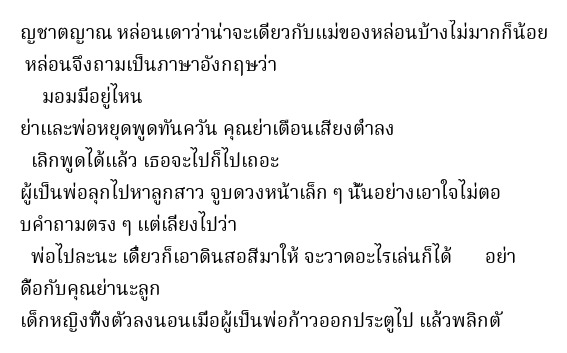 ญชาตญาณ หล่อนเดาว่าน่าจะเดียวกับแม่ของหล่อนบ้างไม่มากก็น้อย
หล่อนจึงถามเป็นภาษาอังกฤษว่า
มอมมีอยู่ไหน
ย่าและพ่อหยุดพูดทันควัน คุณย่าเตือนเสียงต่ำลง
เลิกพูดได้แล้ว เธอจะไปก็ไปเถอะ
ผู้เป็นพ่อลุกไปหาลูกสาว จูบดวงหน้าเล็ก ๆ นั้นอย่างเอาใจไม่ตอ
บคำถามตรง ๆ แต่เลียงไปว่า
พ่อไปละนะ เดี๋ยวก็เอาดินสอสีมาให้ จะวาดอะไรเล่นก็ได้ อย่า
ดื้อกับคุณย่านะลูก
เด็กหญิงทิ้งตัวลงนอนเมื่อผู้เป็นพ่อก้าวออกประตูไป แล้วพลิกตั